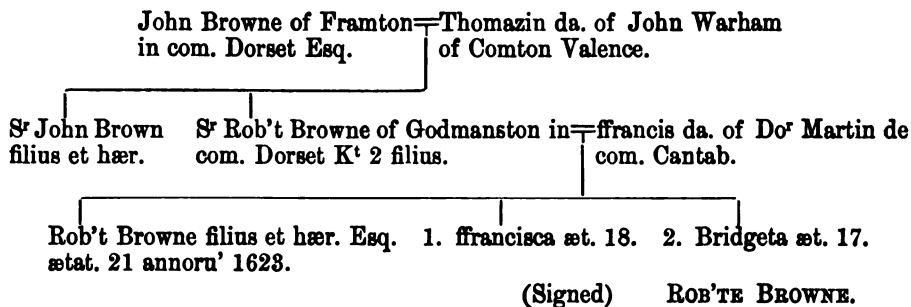 John Browne of Framton=Thomazin da. of John Warham
in com. Dorset Esq. of Comton Valence.
Sʳ John Brown Sʳ Rob't Browne of Godmanston in=ffrancis da. of Doʳ Martin de
filius et hær. com. Dorset Kᵗ 2 filius. com. Cantab.
Rob't Browne filius et hær. Esq. 1. ffrancisca æt. 18. 2. Bridgeta æt. 17.
ætat. 21 annoru' 1623.
(Signed) ROB'TE BROWNE.